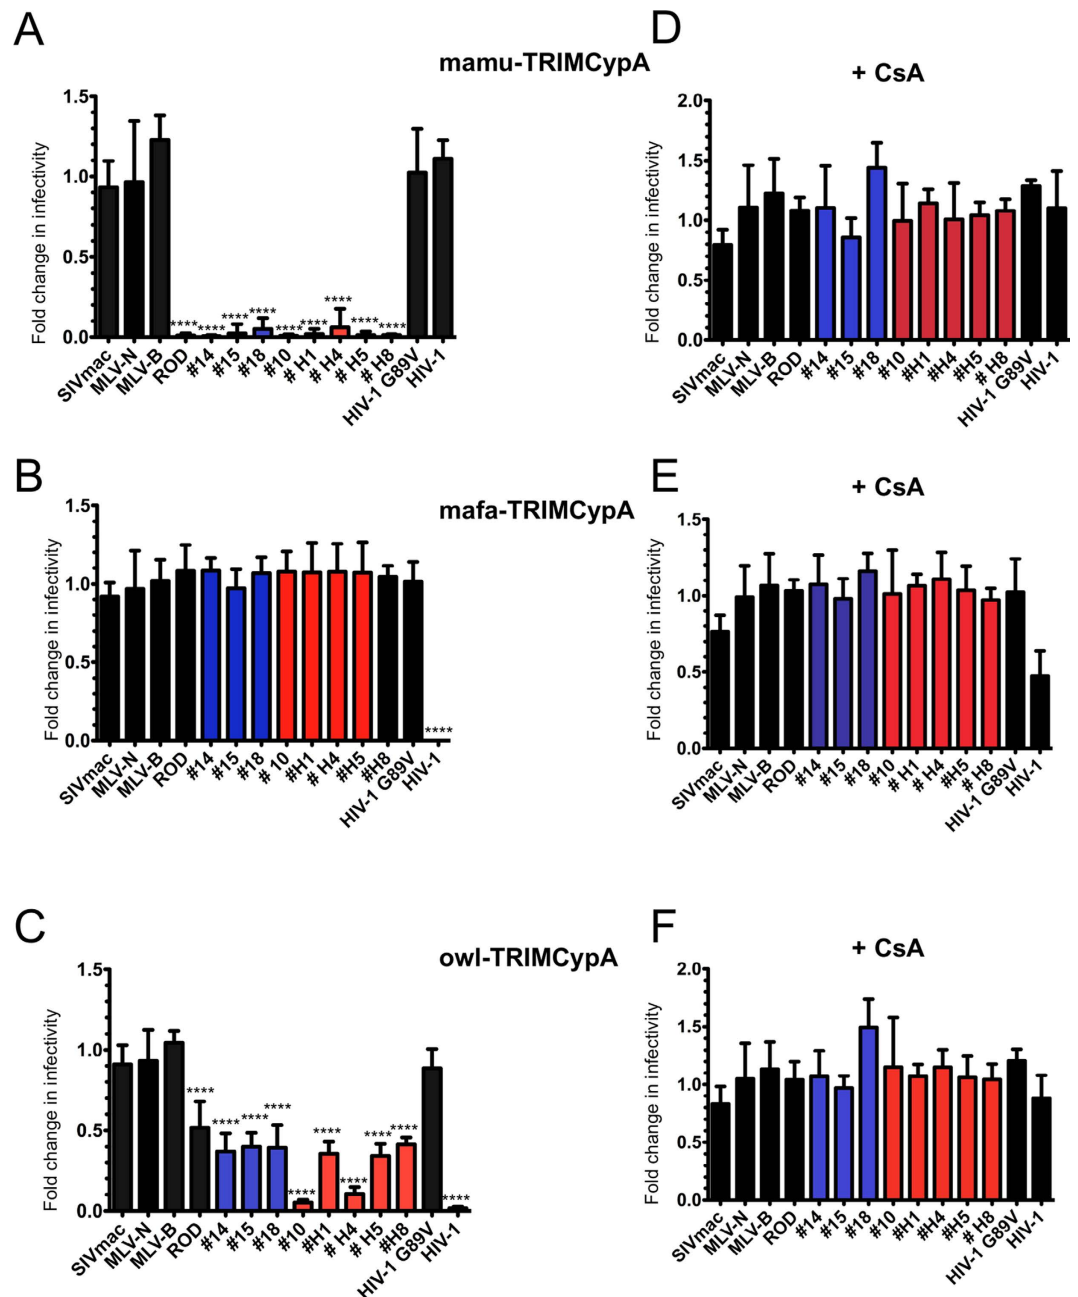 A
mamu-TRIMCypA
Fold change in infectivity
1.5
1.0
0.5
0.0
**** **** **** **** **** **** **** **** ****
SIVmac MLV-N MLV-B ROD #14 #15 #18 #10 # H1 # H4 # H5 # H8 HIV-1 G89V HIV-1
D
+ CsA
Fold change in infectivity
2.0
1.5
1.0
0.5
0.0
SIVmac MLV-N MLV-B ROD #14 #15 #18 #10 #H1 #H4 #H5 # H8 HIV-1 G89V HIV-1
B
mafa-TRIMCypA
Fold change in infectivity
1.5
1.0
0.5
0.0
****
SIVmac MLV-N MLV-B ROD #14 #15 #18 # 10 #H1 # H4 #H5 #H8 HIV-1 G89V HIV-1
E
+ CsA
Fold change in infectivity
1.5
1.0
0.5
0.0
SIVmac MLV-N MLV-B ROD #14 #15 #18 #10 # H1 # H4 #H5 # H8 HIV-1 G89V HIV-1
C
owl-TRIMCypA
Fold change in infectivity
1.5
1.0
0.5
0.0
**** **** **** **** **** **** **** **** **** ****
SIVmac MLV-N MLV-B ROD #14 #15 #18 #10 #H1 # H4 # H5 #H8 HIV-1 G89V HIV-1
F
+ CsA
Fold change in infectivity
2.0
1.5
1.0
0.5
0.0
SIVmac MLV-N MLV-B ROD #14 #15 #18 #10 #H1 #H4 #H5 # H8 HIV-1 G89V HIV-1